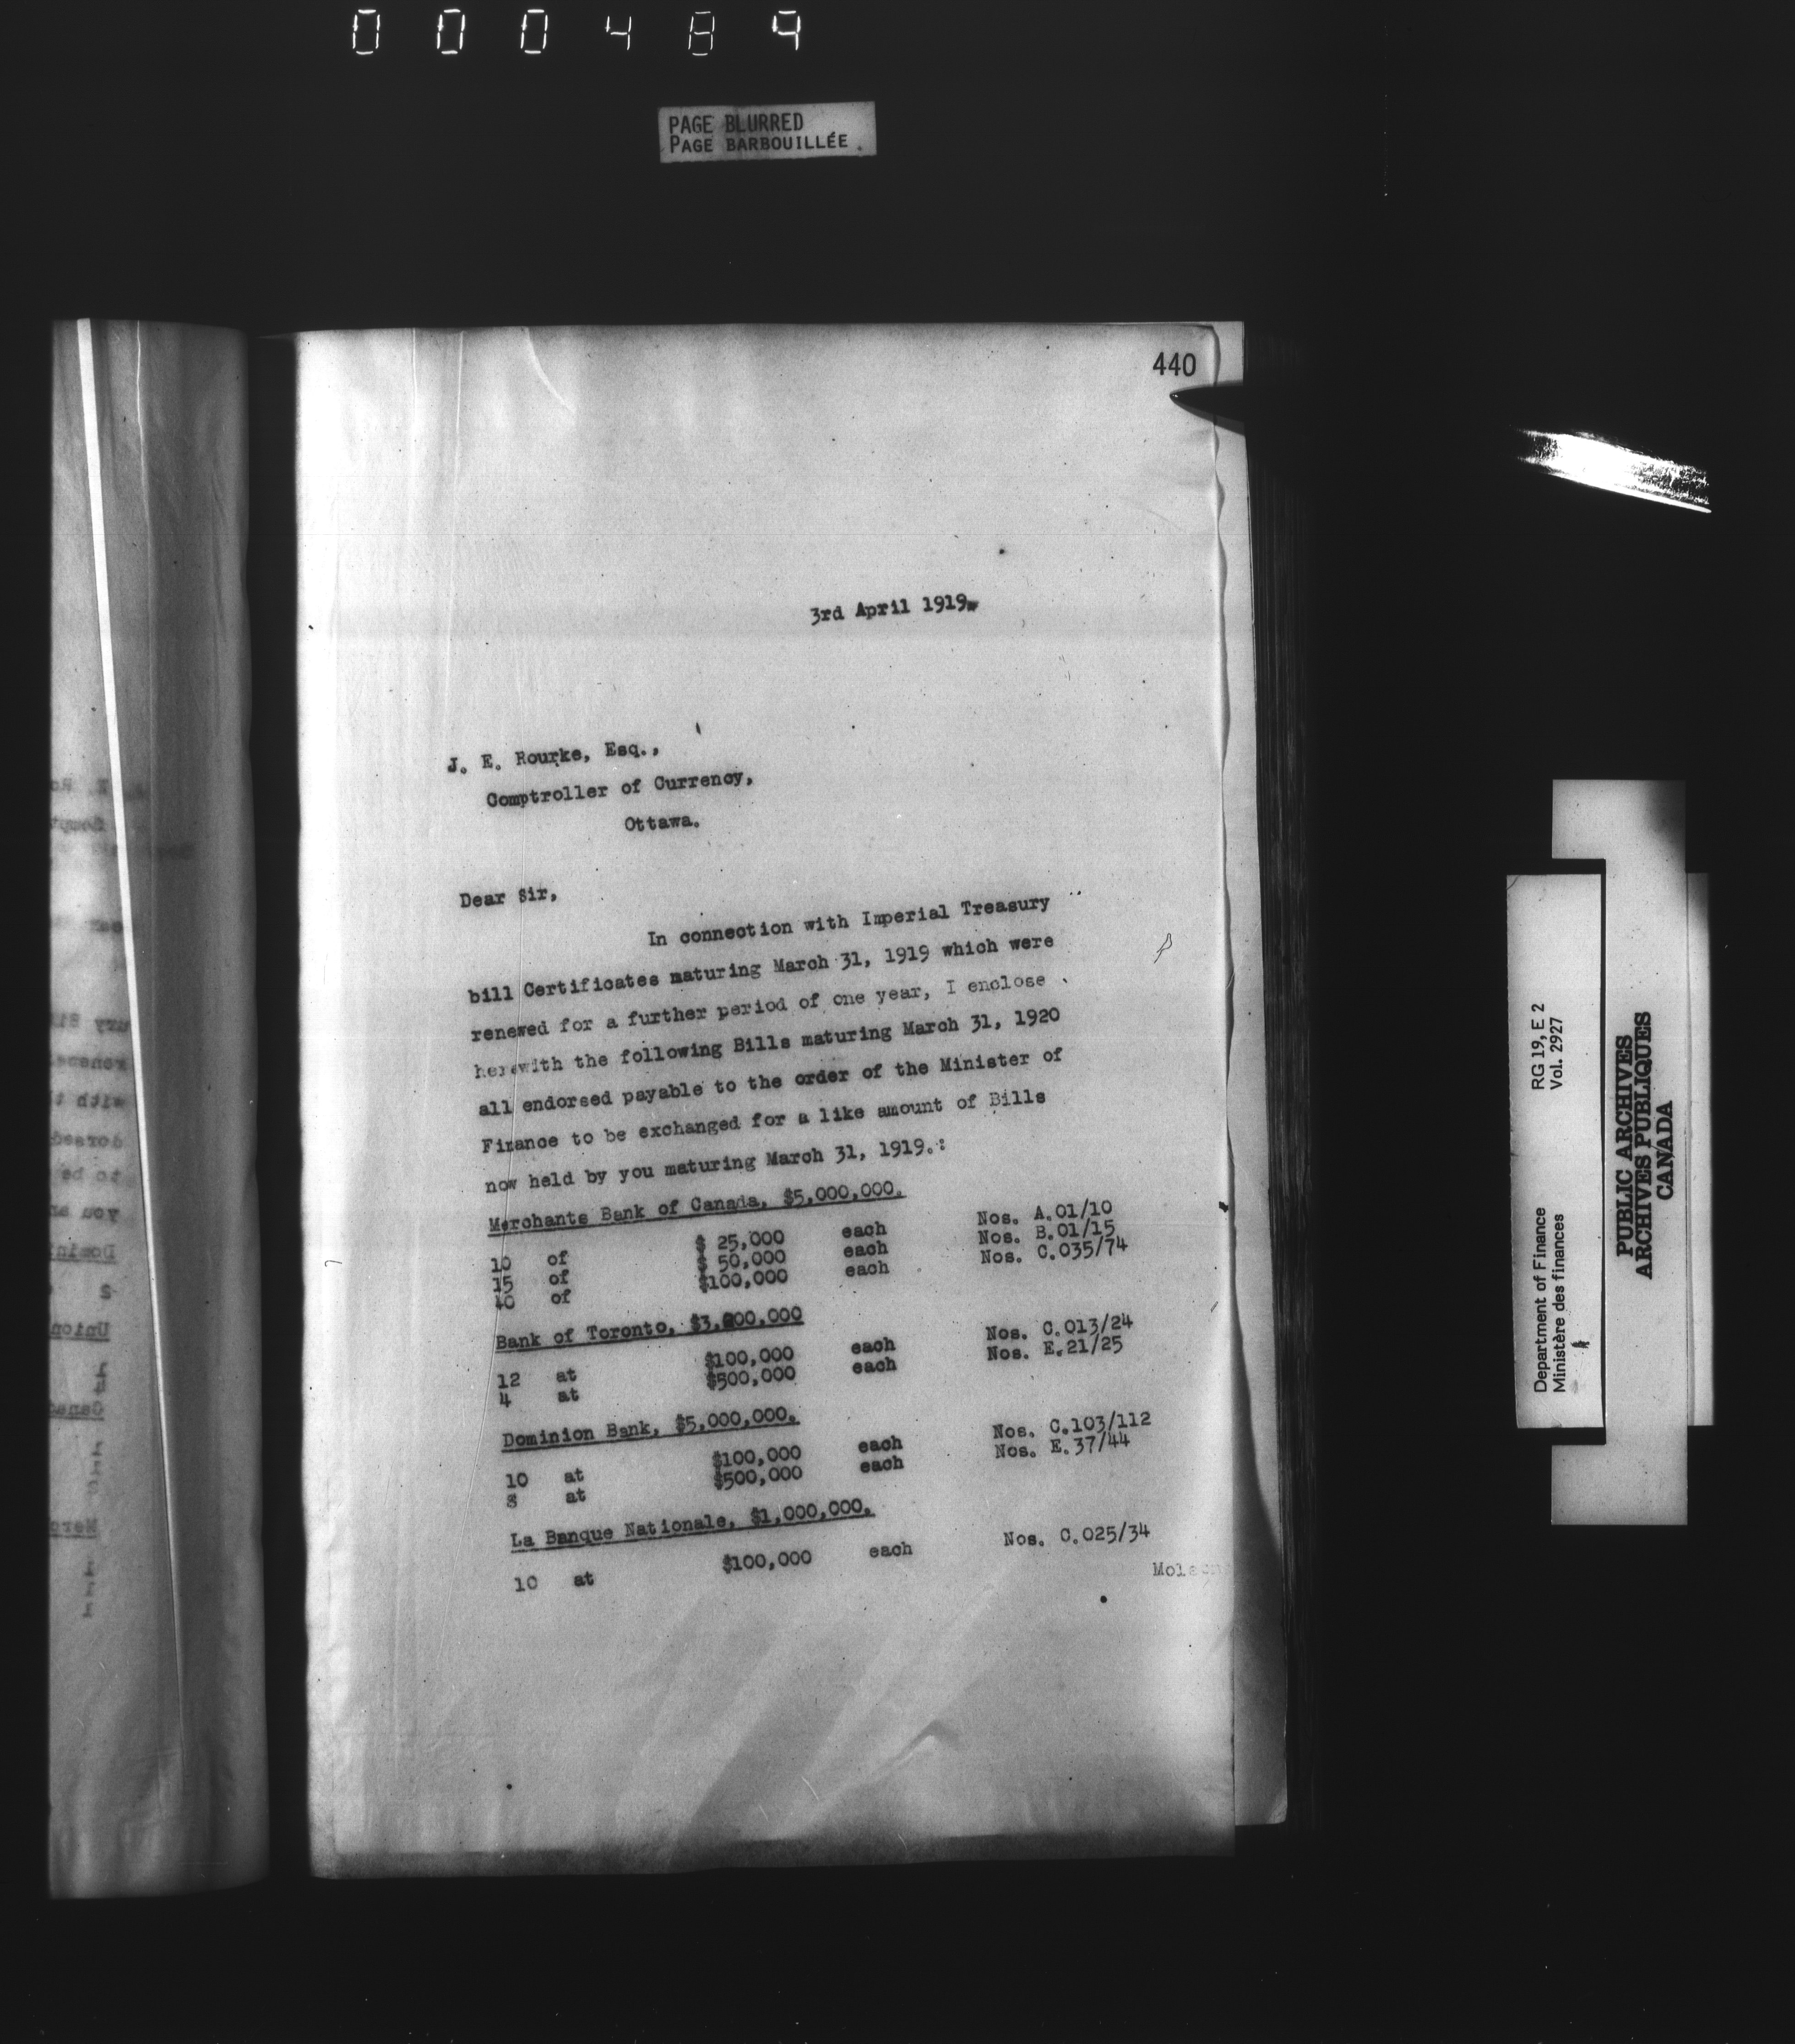 000489
PAGE BLURRED
PAGE BARBOUILLÉE.
440
3rd April 1919.
J. E. Rourke, Esq.,
Comptroller of Currency,
Ottawa.
Dear Sir,
In connection with Imperial Treasury
bill Certificates maturing March 31, 1919 which were
renewed for a further period of one year, I enclose
herewith the following Bills maturing March 31, 1920
all endorsed payable to the order of the Minister of
Finance to be exchanged for a like amount of Bills
now held by you maturing March 31, 1919.:
Merchants Bank of Canada, $5,000,000.
10 of $ 25,000 each Nos. A.01/10
15 of $ 50,000 each Nos. B.01/15
40 of $100,000 each Nos. C.035/74
Bank of Toronto, $3,200,000
12 at $100,000 each Nos. C.013/24
4 at $500,000 each Nos. E.21/25
Dominion Bank, $5,000,000.
10 at $100,000 each Nos. C.103/112
8 at $500,000 each Nos. E.37/44
La Banque Nationale, $1,000,000.
10 at $100,000 each Nos. C.025/34
Molson
Department of Finance RG 19, E 2
Ministère des finances Vol. 2927
PUBLIC ARCHIVES
ARCHIVES PUBLIQUES
CANADA